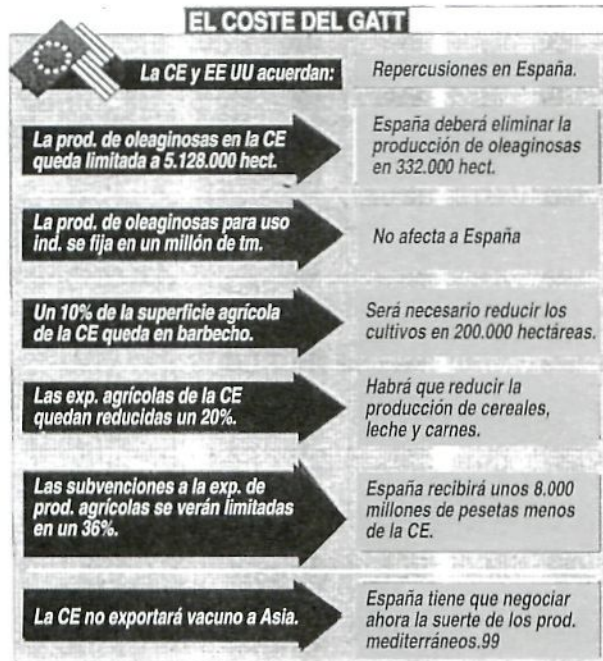 EL COSTE DEL GATT
La CE y EE UU acuerdan:
Repercusiones en España.
La prod. de oleaginosas en la CE
queda limitada a 5.128.000 hect.
España deberá eliminar la
producción de oleaginosas
en 332.000 hect.
La prod. de oleaginosas para uso
ind. se fija en un millón de tm.
No afecta a España
Un 10% de la superficie agrícola
de la CE queda en barbecho.
Será necesario reducir los
cultivos en 200.000 hectáreas.
Las exp. agrícolas de la CE
quedan reducidas un 20%.
Habrá que reducir la
producción de cereales,
leche y carnes.
Las subvenciones a la exp. de
prod. agrícolas se verán limitadas
en un 36%.
España recibirá unos 8.000
millones de pesetas menos
de la CE.
La CE no exportará vacuno a Asia.
España tiene que negociar
ahora la suerte de los prod.
mediterráneos.99